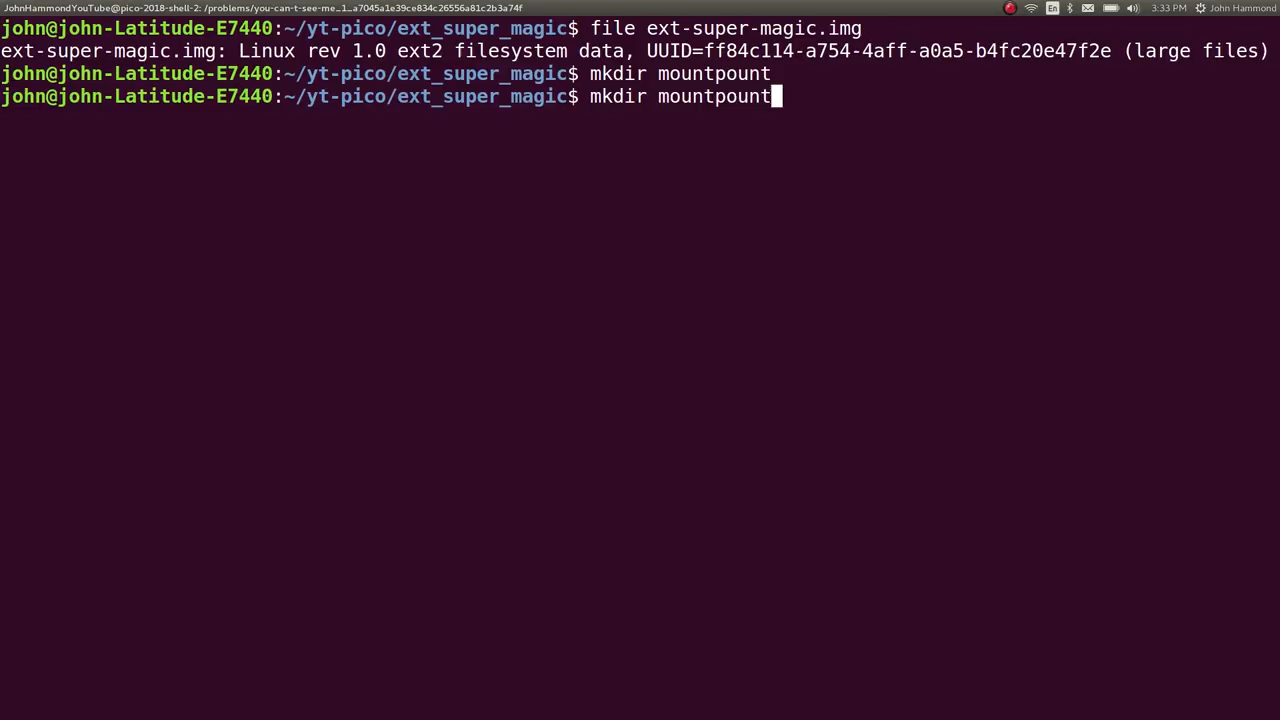 JohnHammondYouTube@pico-2018-shell-2: /problems/you-can-t-see-me_1_a7045a1e39ce834c26556a81c2b3a74f
En
3:33 PM
John Hammond
john@john-Latitude-E7440:~/yt-pico/ext_super_magic$ file ext-super-magic.img
ext-super-magic.img: Linux rev 1.0 ext2 filesystem data, UUID=ff84c114-a754-4aff-a0a5-b4fc20e47f2e (large files)
john@john-Latitude-E7440:~/yt-pico/ext_super_magic$ mkdir mountpount
john@john-Latitude-E7440:~/yt-pico/ext_super_magic$ mkdir mountpount